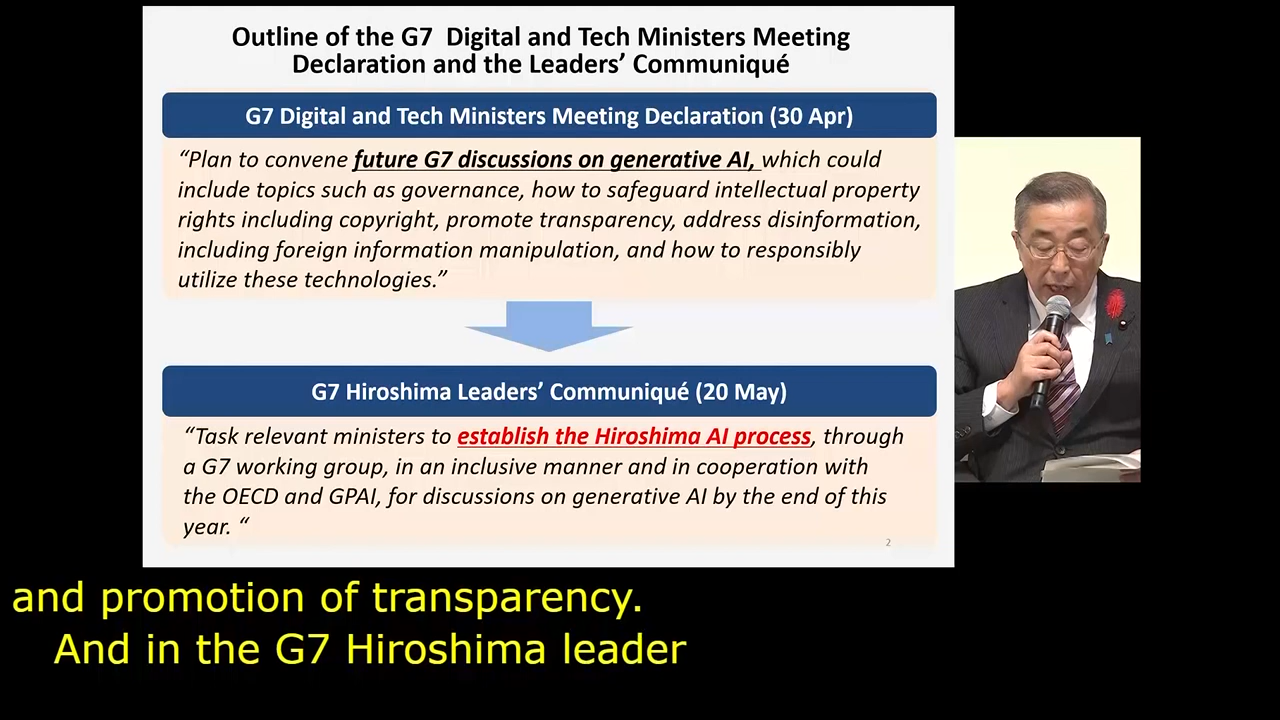 Outline of the G7  Digital and Tech Ministers Meeting
Declaration and the Leaders’ Communiqué
G7 Digital and Tech Ministers Meeting Declaration (30 Apr)
“Plan to convene future G7 discussions on generative AI, which could
include topics such as governance, how to safeguard intellectual property
rights including copyright, promote transparency, address disinformation,
including foreign information manipulation, and how to responsibly
utilize these technologies.”
G7 Hiroshima Leaders’ Communiqué (20 May)
“Task relevant ministers to establish the Hiroshima AI process, through
a G7 working group, in an inclusive manner and in cooperation with
the OECD and GPAI, for discussions on generative AI by the end of this
year. “
2
and promotion of transparency.
And in the G7 Hiroshima leader